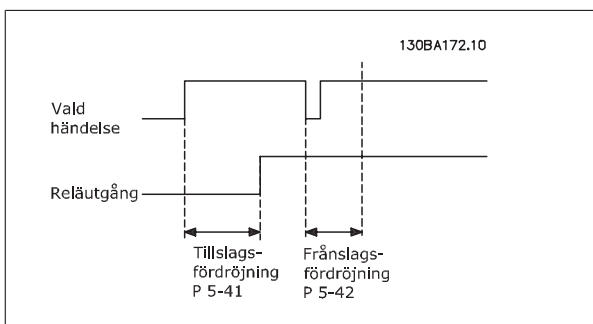 130BA172.10
Vald
händelse
Reläutgång
Tillslags-
fördröjning
P 5-41
Frånslags-
fördröjning
P 5-42